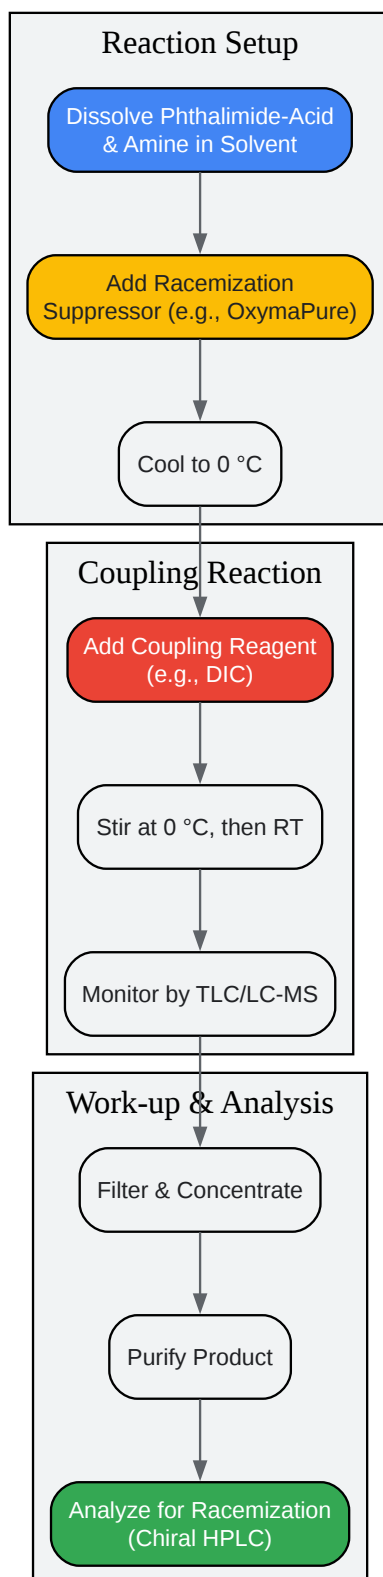 Reaction Setup
Dissolve Phthalimide-Acid
& Amine in Solvent
Add Racemization
Suppressor (e.g., OxymaPure)
Cool to 0 °C
Coupling Reaction
Add Coupling Reagent
(e.g., DIC)
Stir at 0 °C, then RT
Monitor by TLC/LC-MS
Work-up & Analysis
Filter & Concentrate
Purify Product
Analyze for Racemization
(Chiral HPLC)